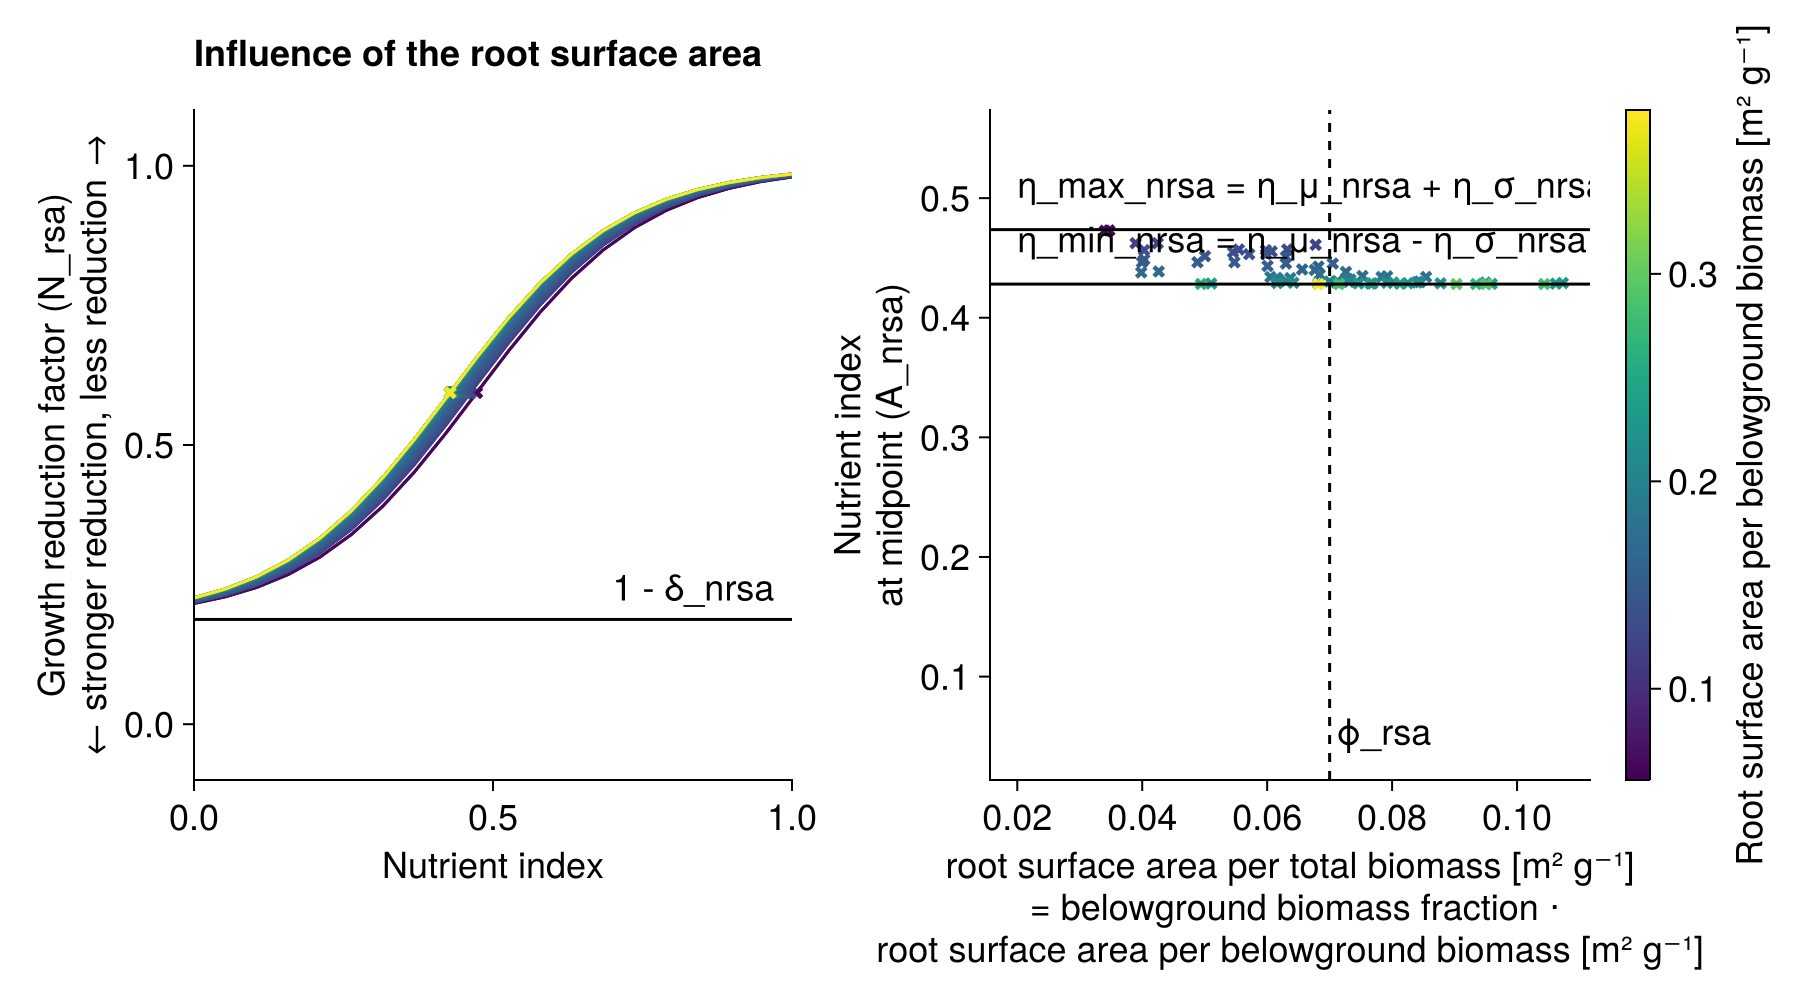 Influence of the root surface area
Growth reduction factor (N_rsa)
← stronger reduction, less reduction →
1.0
0.5
0.0
1 - δ_nrsa
0.0
0.5
1.0
Nutrient index
Nutrient index
at midpoint (A_nrsa)
0.5
0.4
0.3
0.2
0.1
η_max_nrsa = η_μ_nrsa + η_σ_nrsa
η_min_nrsa = η_μ_nrsa - η_σ_nrsa
ϕ_rsa
0.02
0.04
0.06
0.08
0.10
root surface area per total biomass [m² g⁻¹]
= belowground biomass fraction ·
root surface area per belowground biomass [m² g⁻¹]
0.3
0.2
0.1
Root surface area per belowground biomass [m² g⁻¹]